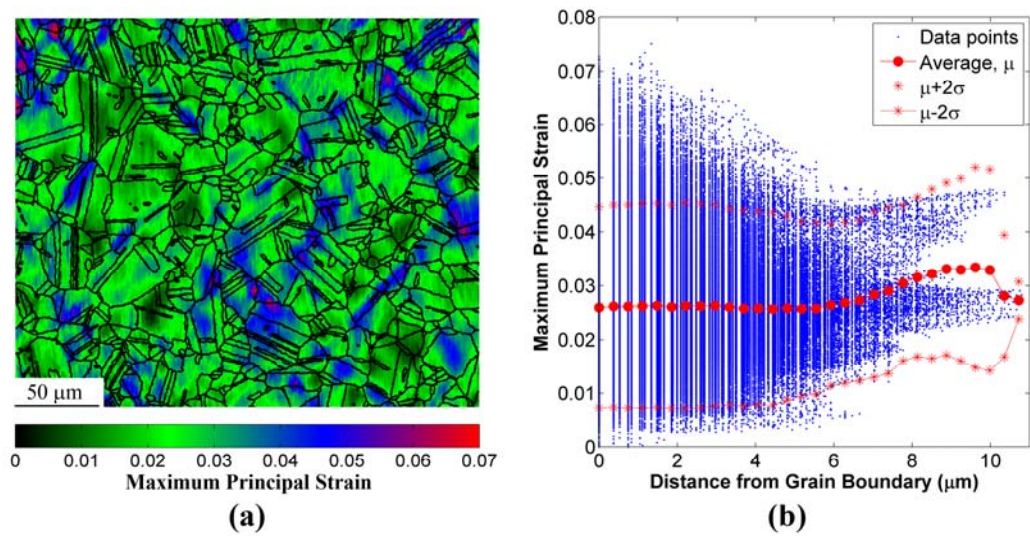 50 μm
0 0.01 0.02 0.03 0.04 0.05 0.06 0.07
Maximum Principal Strain
(a)
0.08
0.07
0.06
0.05
0.04
0.03
0.02
0.01
0
Maximum Principal Strain
Data points
Average, μ
μ+2σ
μ-2σ
0 2 4 6 8 10
Distance from Grain Boundary (μm)
(b)